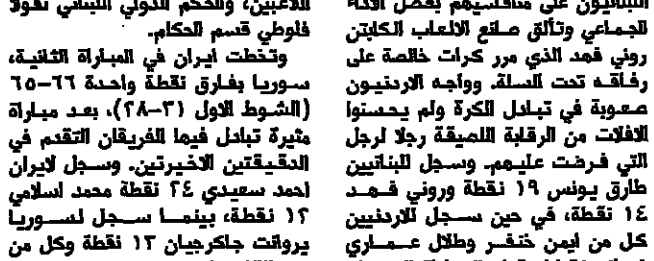 اللبنانيون على منافسيهم بفضل الاداء
الجماعي وتألق صانع الالعاب الكابتن
روني فهد الذي مرر كرات خالصة على
رفاقه تحت السلة. وواجه الاردنيون
صعوبة في تبادل الكرة ولم يحسنوا
الافلات من الرقابة اللصيقة رجلا لرجل
التي فرضت عليهم. وسجل للبنانيين
طارق يونس ١٩ نقطة وروني فهد
١٤ نقطة، في حين سجل للاردنيين
كل من ايمن خنفر وطلال عماري
اللاعبين، والحكم الدولي اللبناني نقولا
فلوطي قسم الحكام.
وتخطت ايران في المباراة الثانية،
سوريا بفارق نقطة واحدة ٦٦-٦٥
(الشوط الاول ٣١-٢٨)، بعد مباراة
مثيرة تبادل فيها الفريقان التقدم في
الدقيقتين الاخيرتين. وسجل لايران
احمد سعيدي ٢٤ نقطة محمد اسلامي
١٢ نقطة، بينما سجل لسوريا
يروانت جاكرجيان ١٣ نقطة وكل من